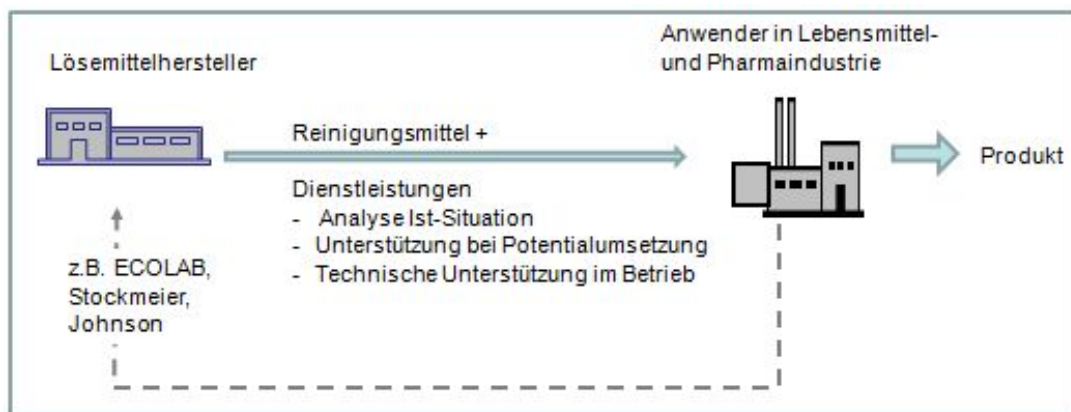 Lösemittelhersteller
Anwender in Lebensmittel-
und Pharmaindustrie
Reinigungsmittel +
Produkt
Dienstleistungen
- Analyse Ist-Situation
- Unterstützung bei Potentialumsetzung
- Technische Unterstützung im Betrieb
z.B. ECOLAB,
Stockmeier,
Johnson